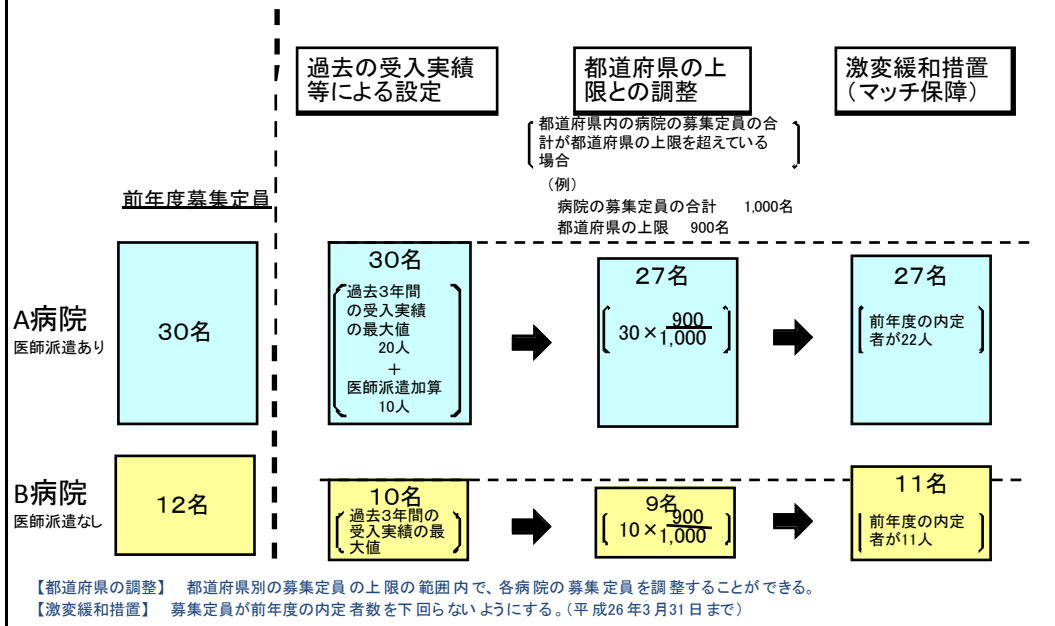 過去の受入実績
等による設定
都道府県の上
限との調整
激変緩和措置
(マッチ保障)
都道府県内の病院の募集定員の合
計が都道府県の上限を超えている
場合
(例)
病院の募集定員の合計 1,000名
都道府県の上限 900名
前年度募集定員
A病院
医師派遣あり
30名
30名
過去3年間
の受入実績
の最大値
20人
+
医師派遣加算
10人
27名
30×900/1,000
27名
前年度の内定
者が22人
B病院
医師派遣なし
12名
10名
過去3年間の
受入実績の最
大値
9名
10×900/1,000
11名
前年度の内定
者が11人
【都道府県の調整】 都道府県別の募集定員の上限の範囲内で、各病院の募集定員を調整することができる。
【激変緩和措置】 募集定員が前年度の内定者数を下回らないようにする。(平成26年3月31日まで)